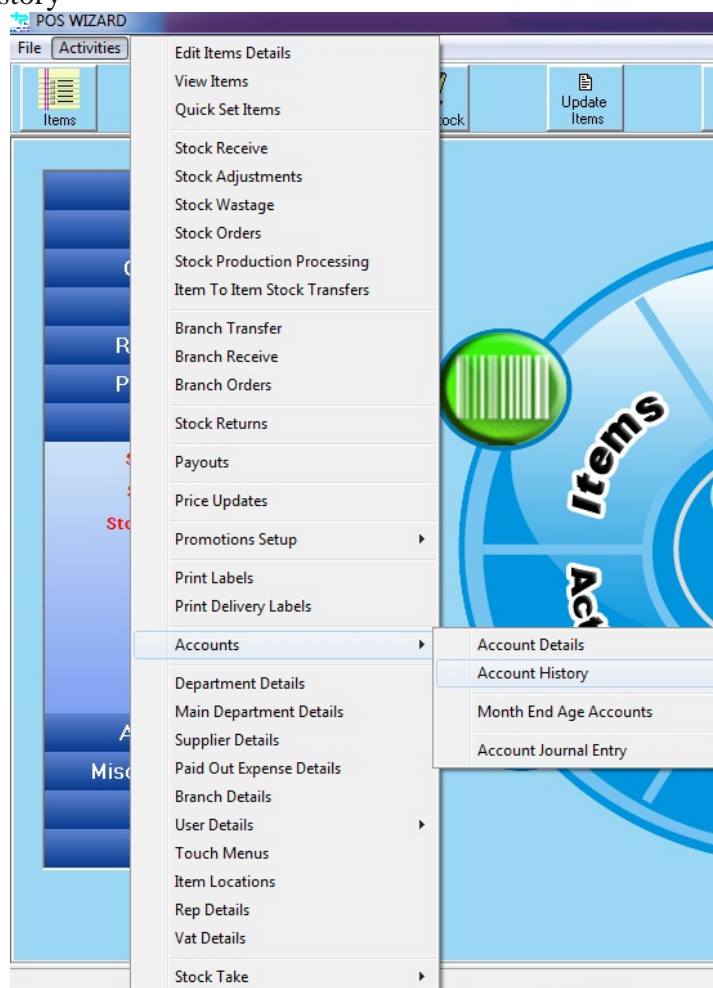 story
POS WIZARD
File Activities
Items
ock
Update
Items
Edit Items Details
View Items
Quick Set Items
Stock Receive
Stock Adjustments
Stock Wastage
Stock Orders
Stock Production Processing
Item To Item Stock Transfers
Branch Transfer
Branch Receive
Branch Orders
Stock Returns
Payouts
Price Updates
Promotions Setup
Print Labels
Print Delivery Labels
Accounts
Department Details
Main Department Details
Supplier Details
Paid Out Expense Details
Branch Details
User Details
Touch Menus
Item Locations
Rep Details
Vat Details
Stock Take
Account Details
Account History
Month End Age Accounts
Account Journal Entry
R
P
Sto
A
Misc
Items
Act